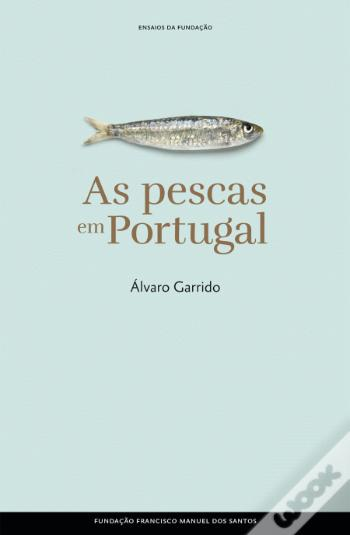 ENSAIOS DA FUNDAÇÃO
As pescas
em Portugal
Álvaro Garrido
FUNDAÇÃO FRANCISCO MANUEL DOS SANTOS
WOOK